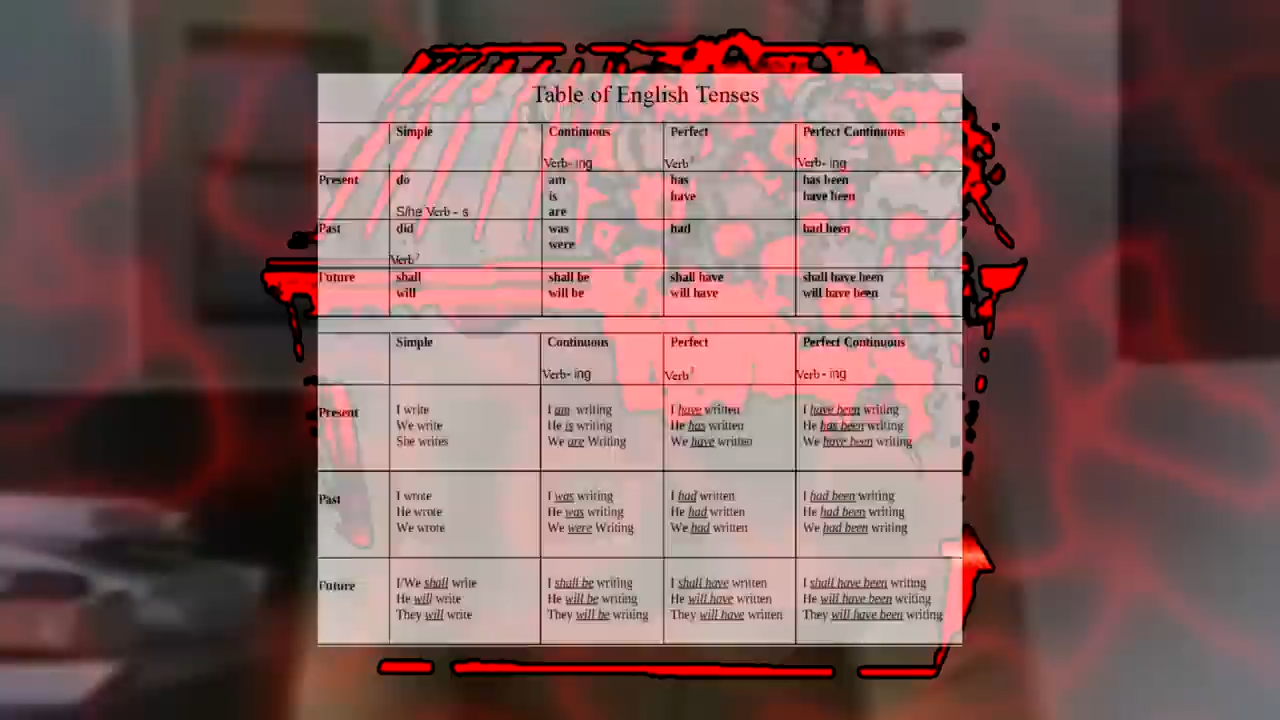 Table of English Tenses
Simple Continuous Perfect Perfect Continuous
Verb- ing Verb³ Verb- ing
Present do am has has been
is have have been
S/he Verb - s are
Past did was had had been
were
Verb²
Future shall shall be shall have shall have been
will will be will have will have been
Simple Continuous Perfect Perfect Continuous
Verb- ing Verb³ Verb - ing
Present I write I am writing I have written I have been writing
We write He is writing He has written He has been writing
She writes We are Writing We have written We have been writing
Past I wrote I was writing I had written I had been writing
He wrote He was writing He had written He had been writing
We wrote We were Writing We had written We had been writing
Future I/We shall write I shall be writing I shall have written I shall have been writing
He will write He will be writing He will have written He will have been writing
They will write They will be writing They will have written They will have been writing